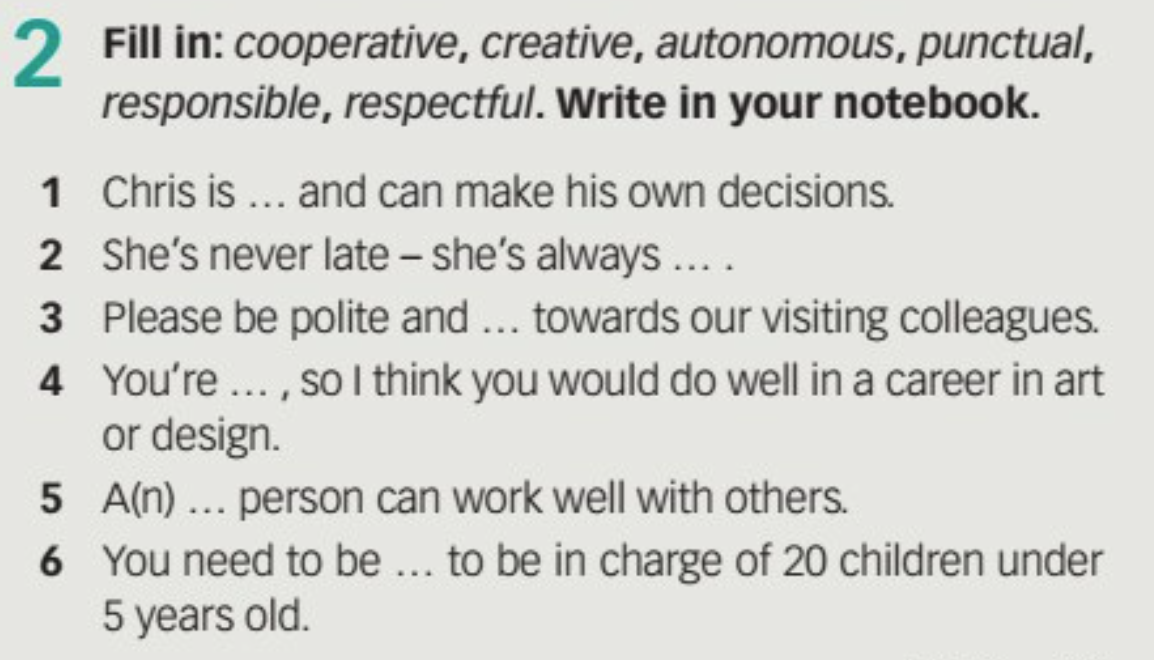 2 Fill in: cooperative, creative, autonomous, punctual,
responsible, respectful. Write in your notebook.
1 Chris is … and can make his own decisions.
2 She's never late – she's always … .
3 Please be polite and … towards our visiting colleagues.
4 You're … , so I think you would do well in a career in art
or design.
5 A(n) … person can work well with others.
6 You need to be … to be in charge of 20 children under
5 years old.